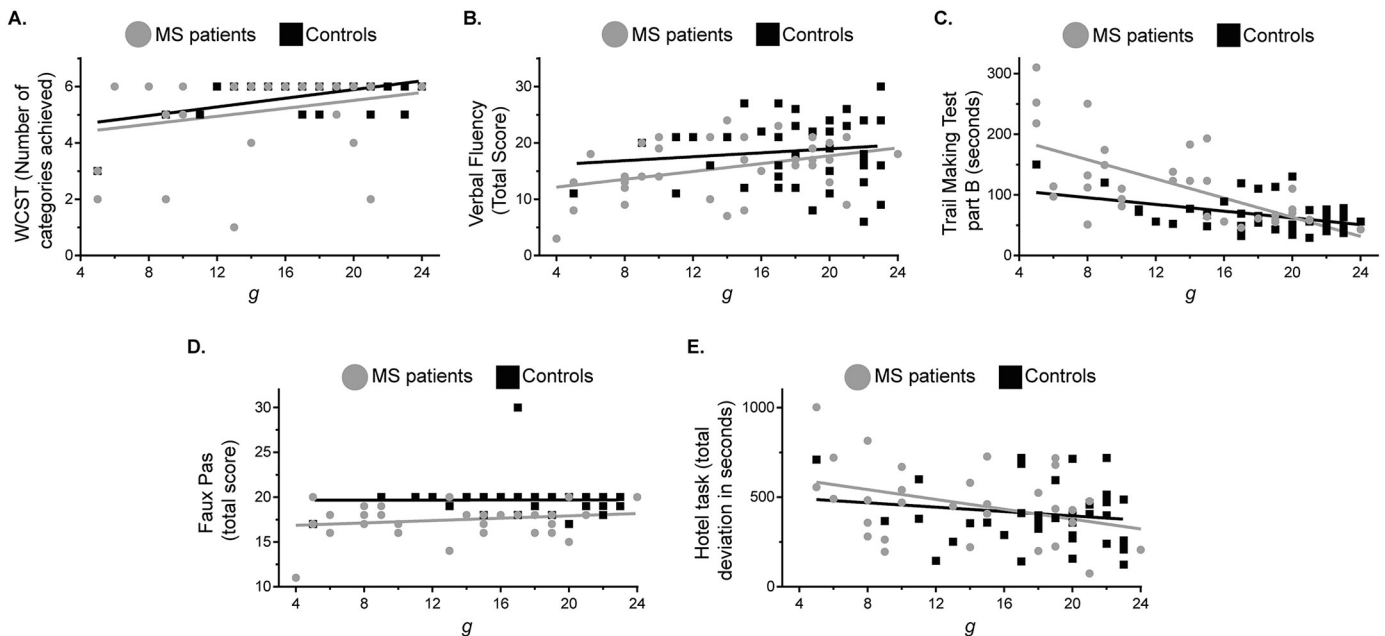 A.
MS patients Controls
WCST (Number of
categories achieved)
6
4
2
0
4 8 12 16 20 24
g
B.
MS patients Controls
Verbal Fluency
(Total Score)
30
20
10
0
4 8 12 16 20 24
g
C.
MS patients Controls
Trail Making Test
part B (seconds)
300
200
100
0
4 8 12 16 20 24
g
D.
MS patients Controls
Faux Pas
(total score)
30
25
20
15
10
4 8 12 16 20 24
g
E.
MS patients Controls
Hotel task (total
deviation in seconds)
1000
500
0
4 8 12 16 20 24
g